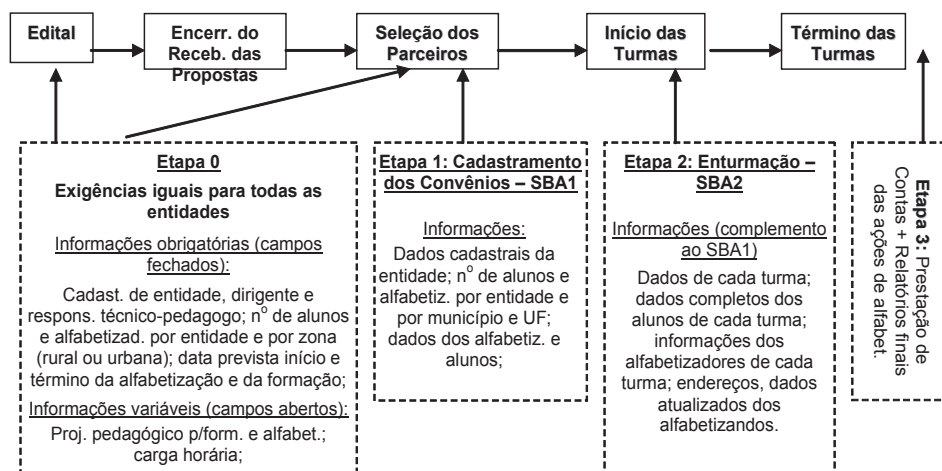 Edital
Encerr. do
Receb. das
Propostas
Seleção dos
Parceiros
Início das
Turmas
Término das
Turmas
Etapa 0
Exigências iguais para todas as
entidades
Informações obrigatórias (campos
fechados):
Cadast. de entidade, dirigente e
respons. técnico-pedagogo; nº de alunos
e alfabetizad. por entidade e por zona
(rural ou urbana); data prevista início e
término da alfabetização e da formação;
Informações variáveis (campos abertos):
Proj. pedagógico p/form. e alfabet.;
carga horária;
Etapa 1: Cadastramento
dos Convênios – SBA1
Informações:
Dados cadastrais da
entidade; nº de alunos e
alfabetiz. por entidade e
por município e UF;
dados dos alfabetiz. e
alunos;
Etapa 2: Enturmação –
SBA2
Informações (complemento
ao SBA1)
Dados de cada turma;
dados completos dos
alunos de cada turma;
informações dos
alfabetizadores de cada
turma; endereços, dados
atualizados dos
alfabetizandos.
Etapa 3: Prestação de
Contas + Relatórios finais
das ações de alfabet.